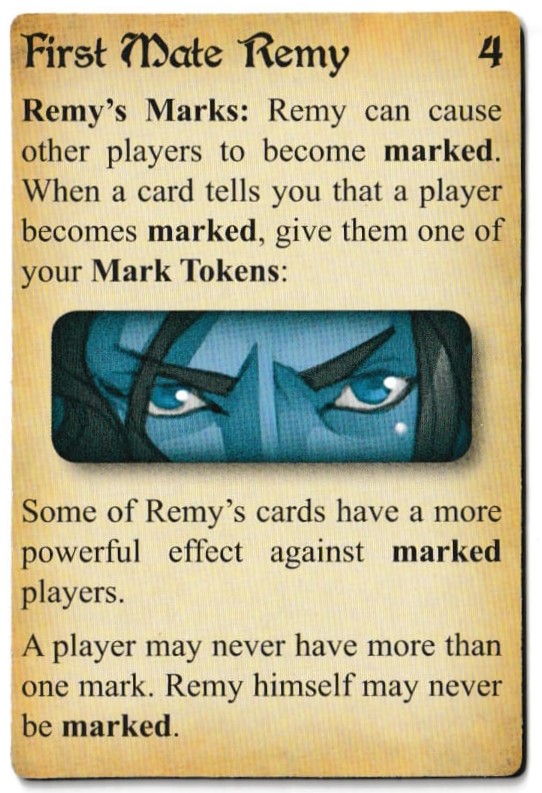 First Mate Remy 4
Remy's Marks: Remy can cause
other players to become marked.
When a card tells you that a player
becomes marked, give them one of
your Mark Tokens:
Some of Remy's cards have a more
powerful effect against marked
players.
A player may never have more than
one mark. Remy himself may never
be marked.